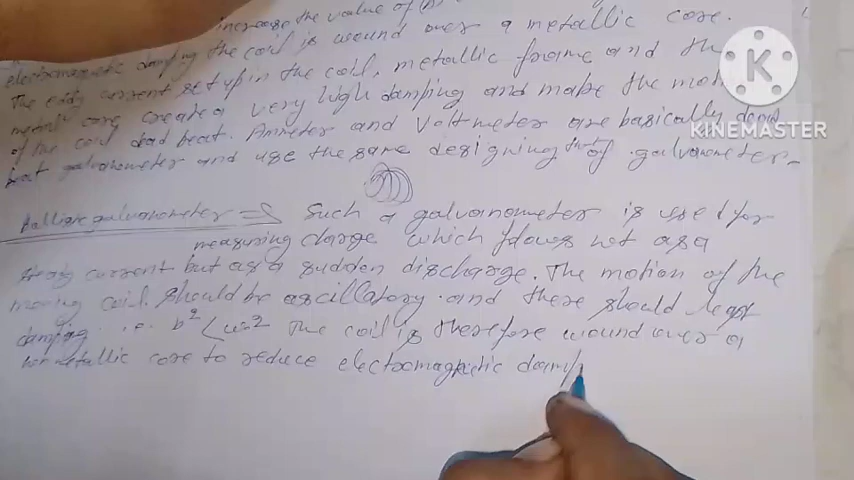 increase the value of
electromagnetic damping the coil is wound over a metallic core.
The eddy current set up in the coil, metallic frame and the
metal core create a very high damping and make the mot
of the coil dead beat. Ammeter and Voltmeter are basically dead
beat galvanometer and use the same designing that of galvanometer.
Ballistic galvanometer => Such a galvanometer is used for
measuring charge which flows not as a
steady current but as a sudden discharge. The motion of the
moving coil should be oscillatory and there should least
damping i.e. b² < ω² The coil is therefore wound over a
non metallic core to reduce electromagnetic damp
K
KINEMASTER